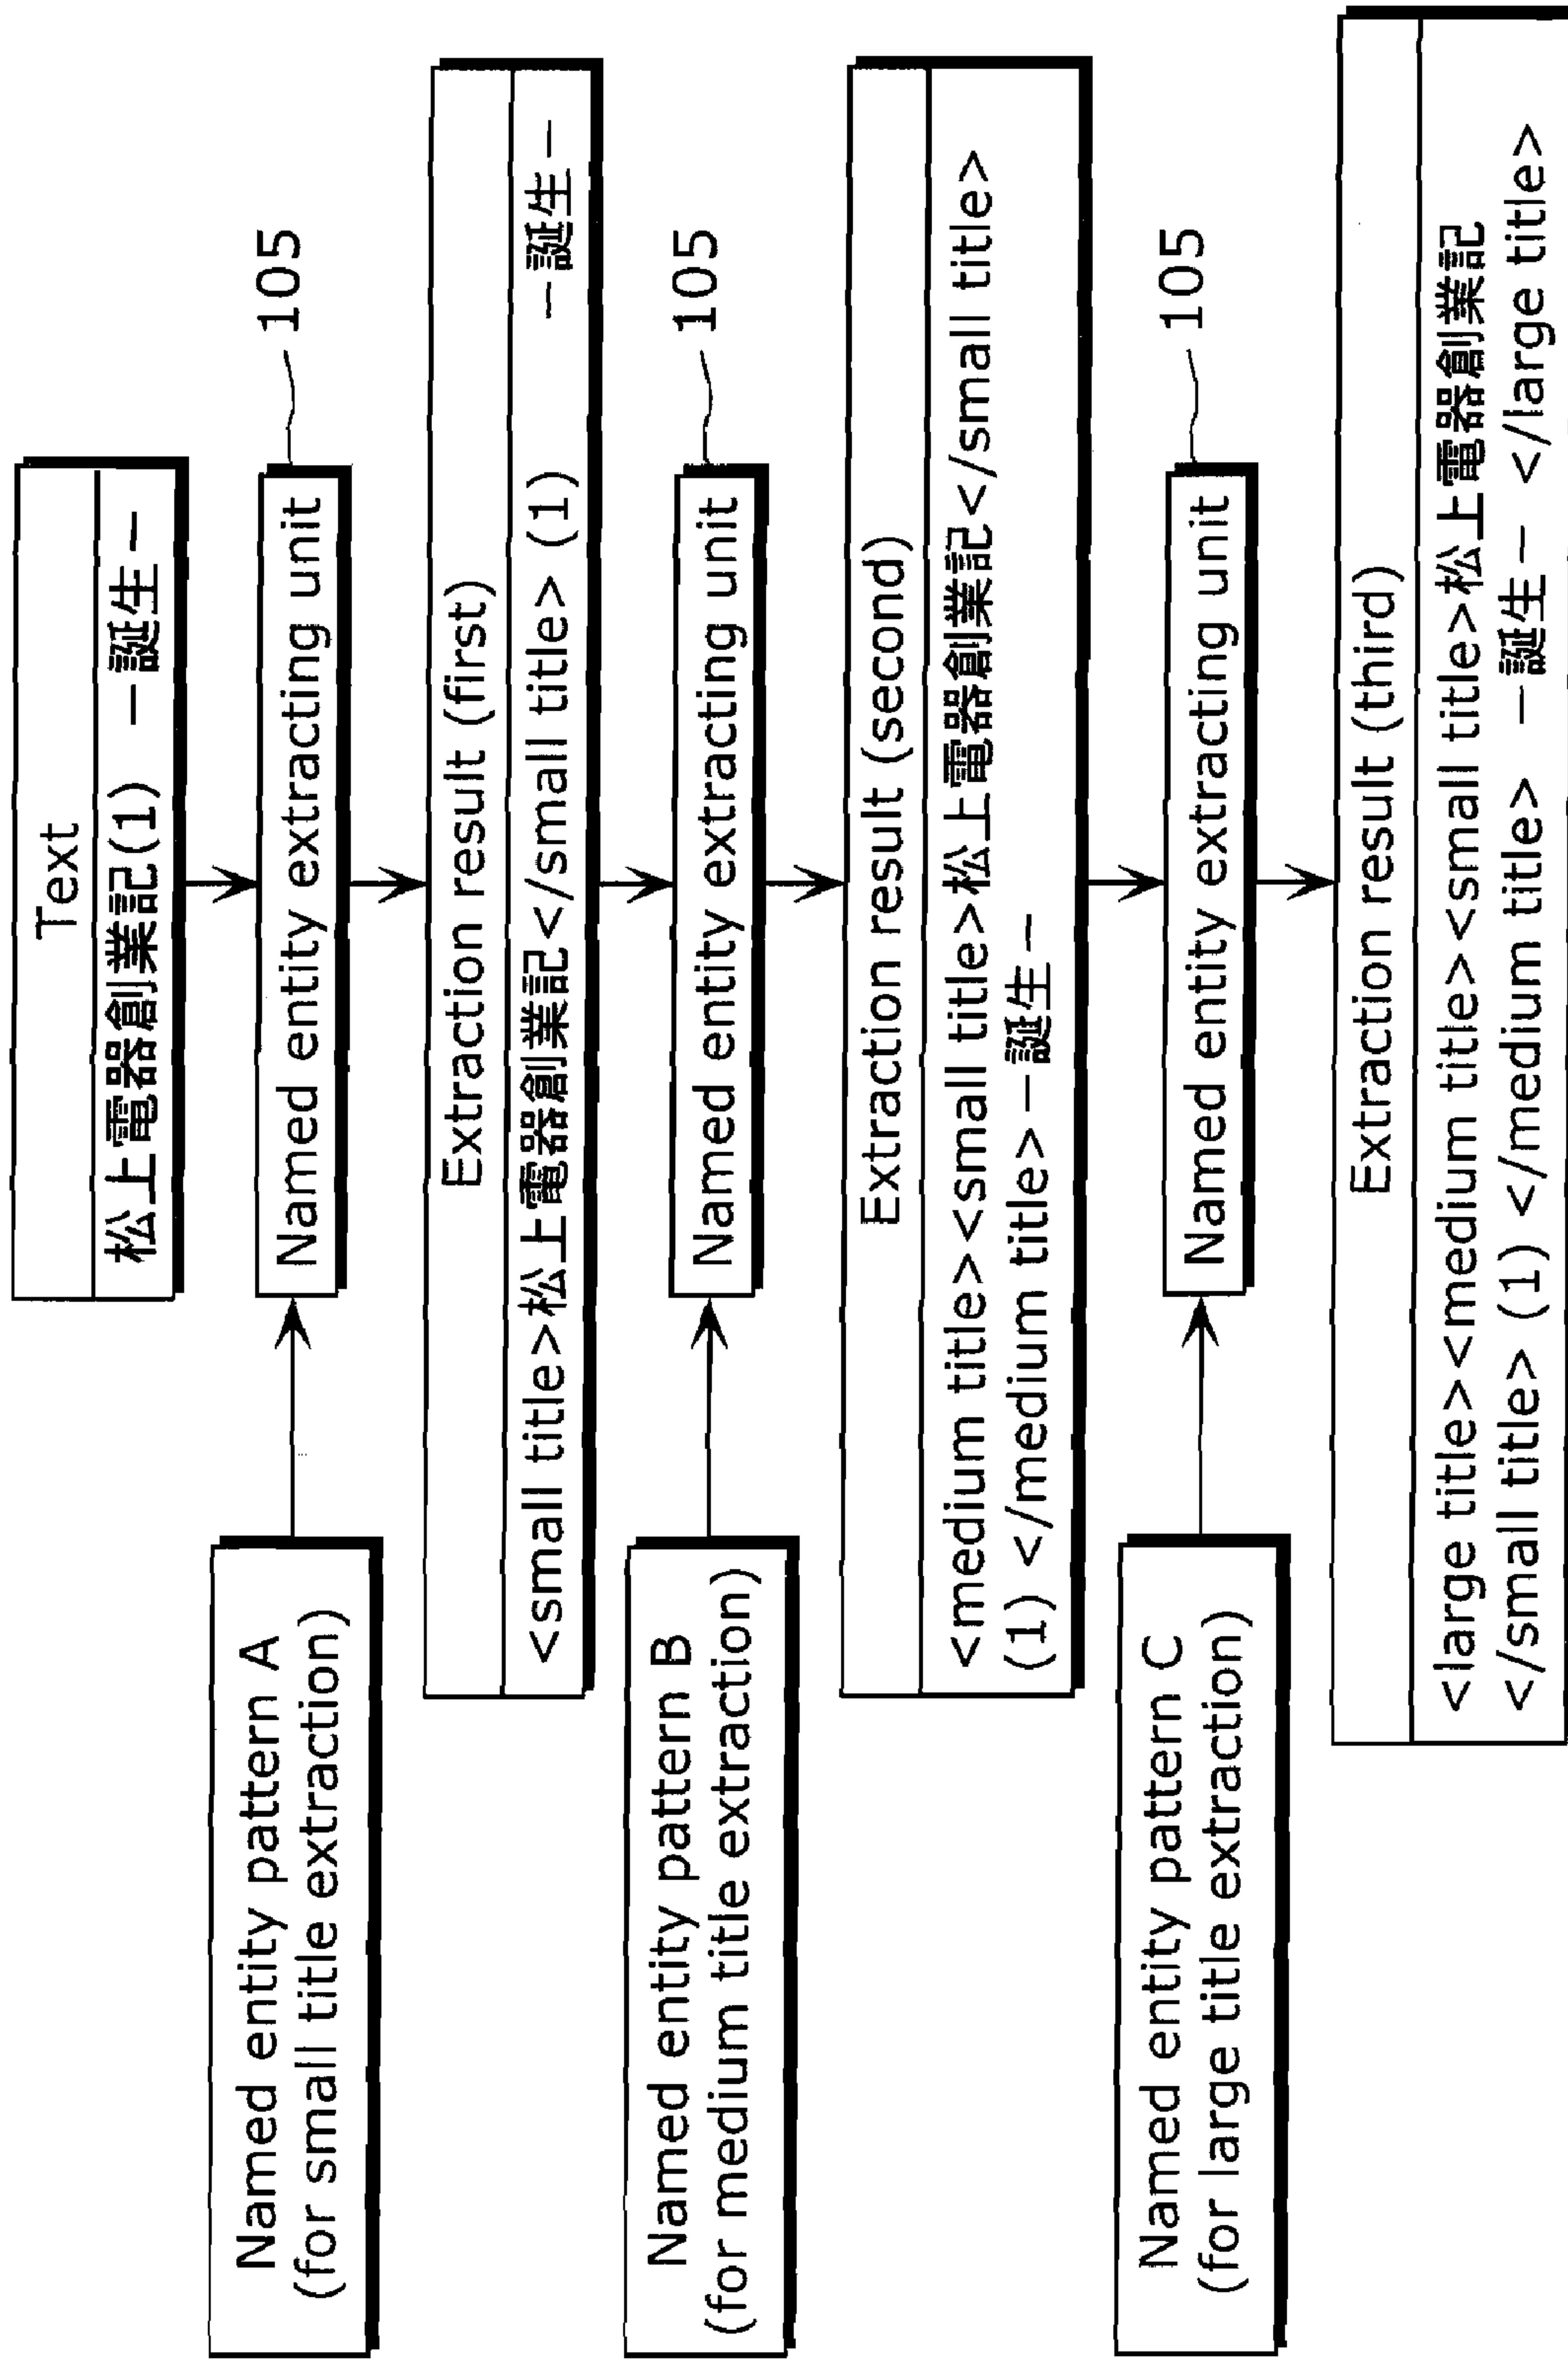 Text
松上電器創業記(1) －誕生－
Named entity pattern A
(for small title extraction)
Named entity extracting unit
105
Extraction result (first)
<small title>松上電器創業記</small title> (1) －誕生－
Named entity pattern B
(for medium title extraction)
Named entity extracting unit
105
Extraction result (second)
<medium title><small title>松上電器創業記</small title>
(1) </medium title>－誕生－
Named entity pattern C
(for large title extraction)
Named entity extracting unit
105
Extraction result (third)
<large title><medium title><small title>松上電器創業記
</small title> (1) </medium title> －誕生－ </large title>